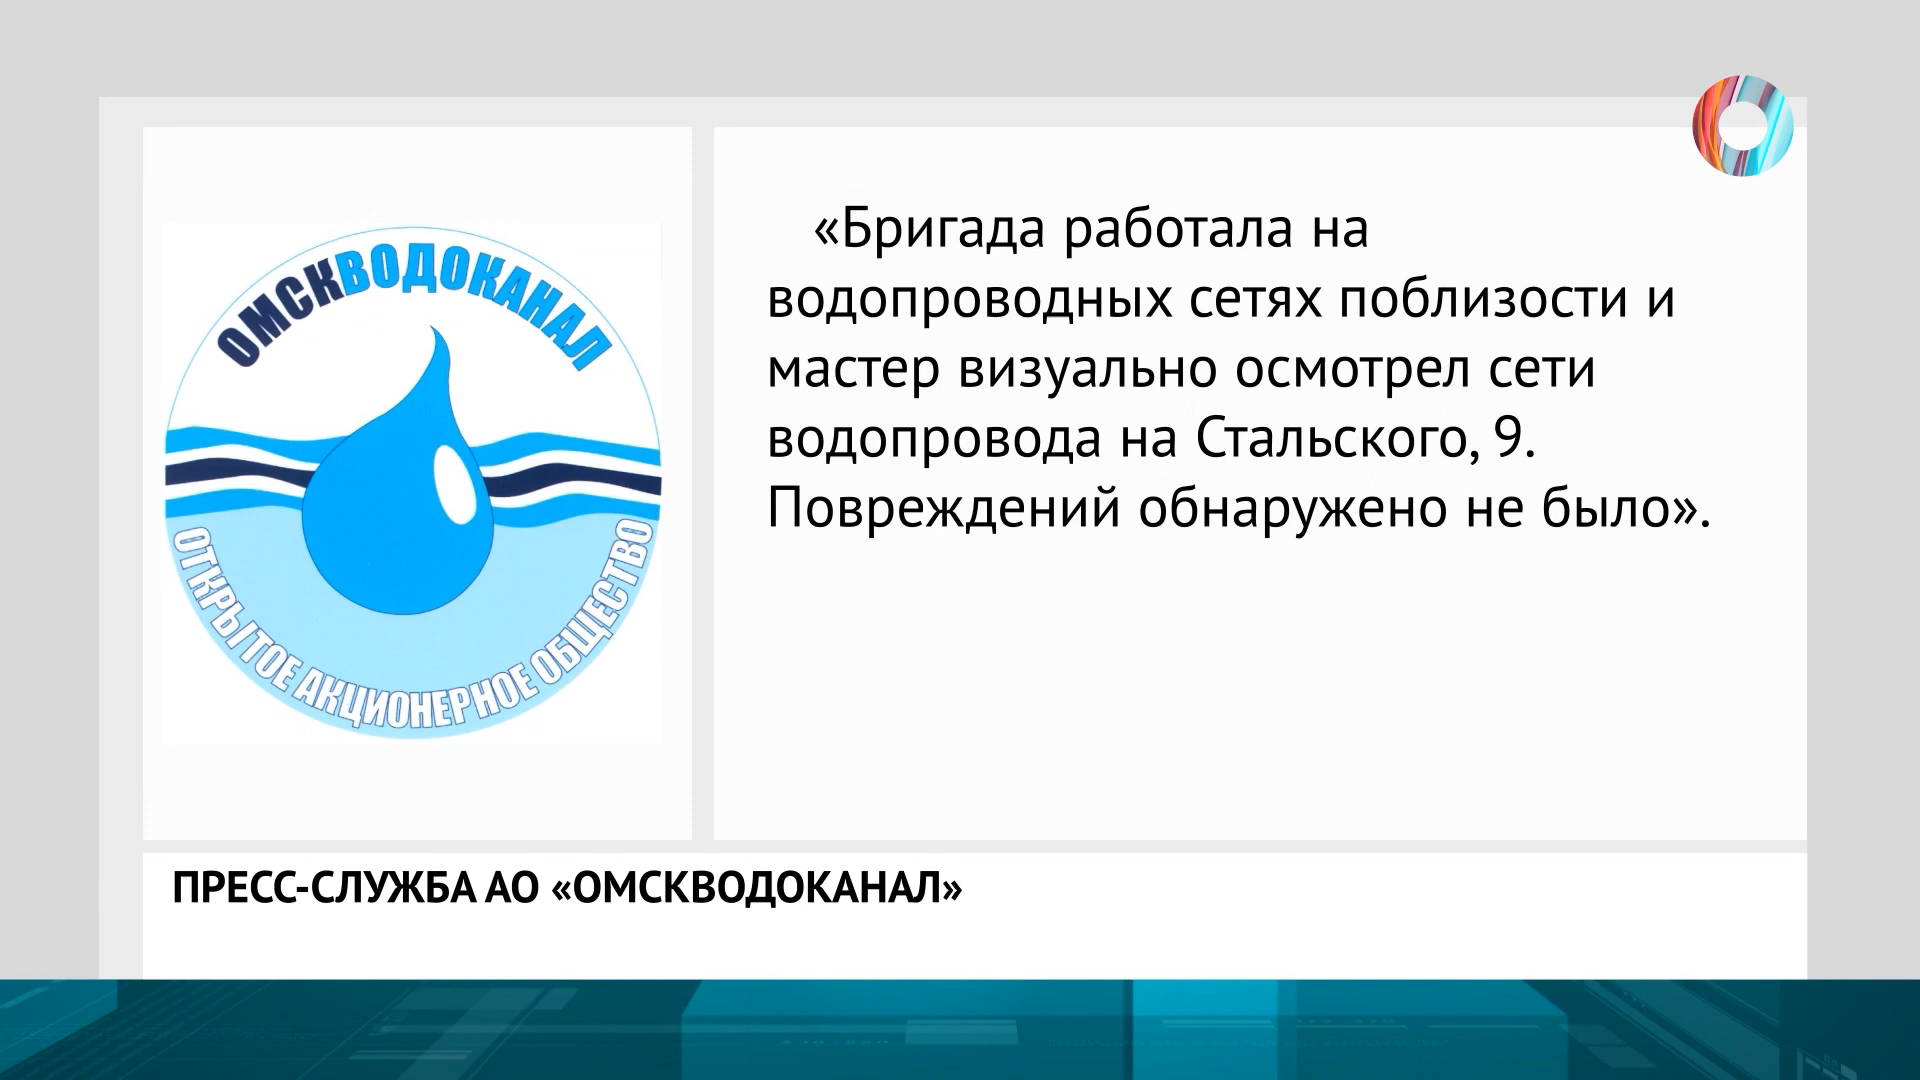 ОМСКВОДОКАНАЛ
ОТКРЫТОЕ АКЦИОНЕРНОЕ ОБЩЕСТВО
«Бригада работала на
водопроводных сетях поблизости и
мастер визуально осмотрел сети
водопровода на Стальского, 9.
Повреждений обнаружено не было».
ПРЕСС-СЛУЖБА АО «ОМСКВОДОКАНАЛ»